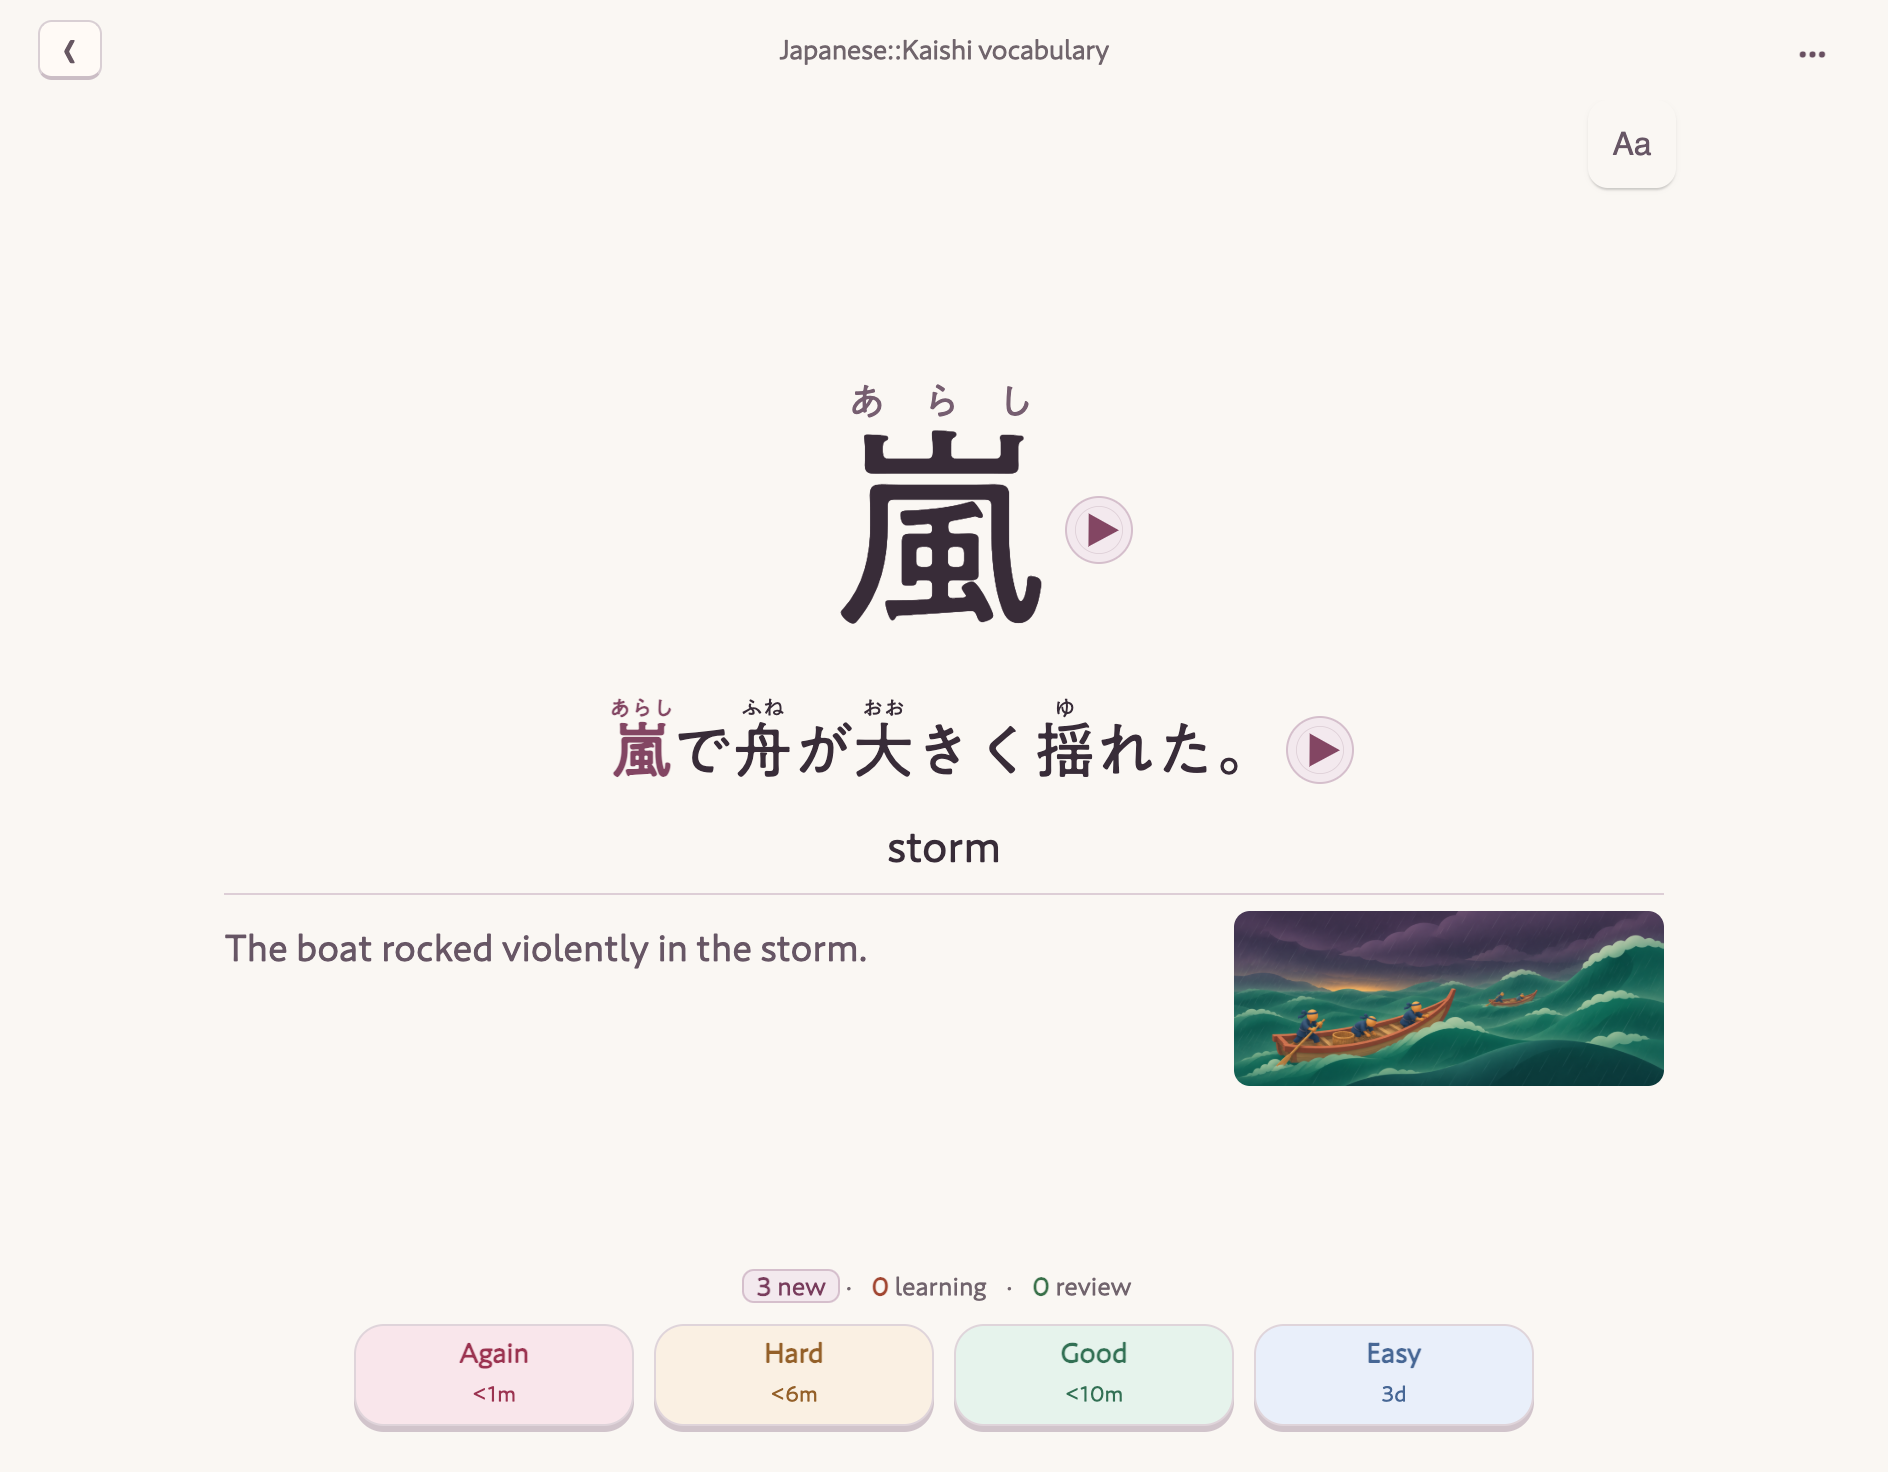 ❮
Japanese::Kaishi vocabulary
•••
Aa
あらし
嵐
あらし ふね おお ゆ
嵐で舟が大きく揺れた。
storm
The boat rocked violently in the storm.
3 new · 0 learning · 0 review
Again Hard Good Easy
<1m <6m <10m 3d